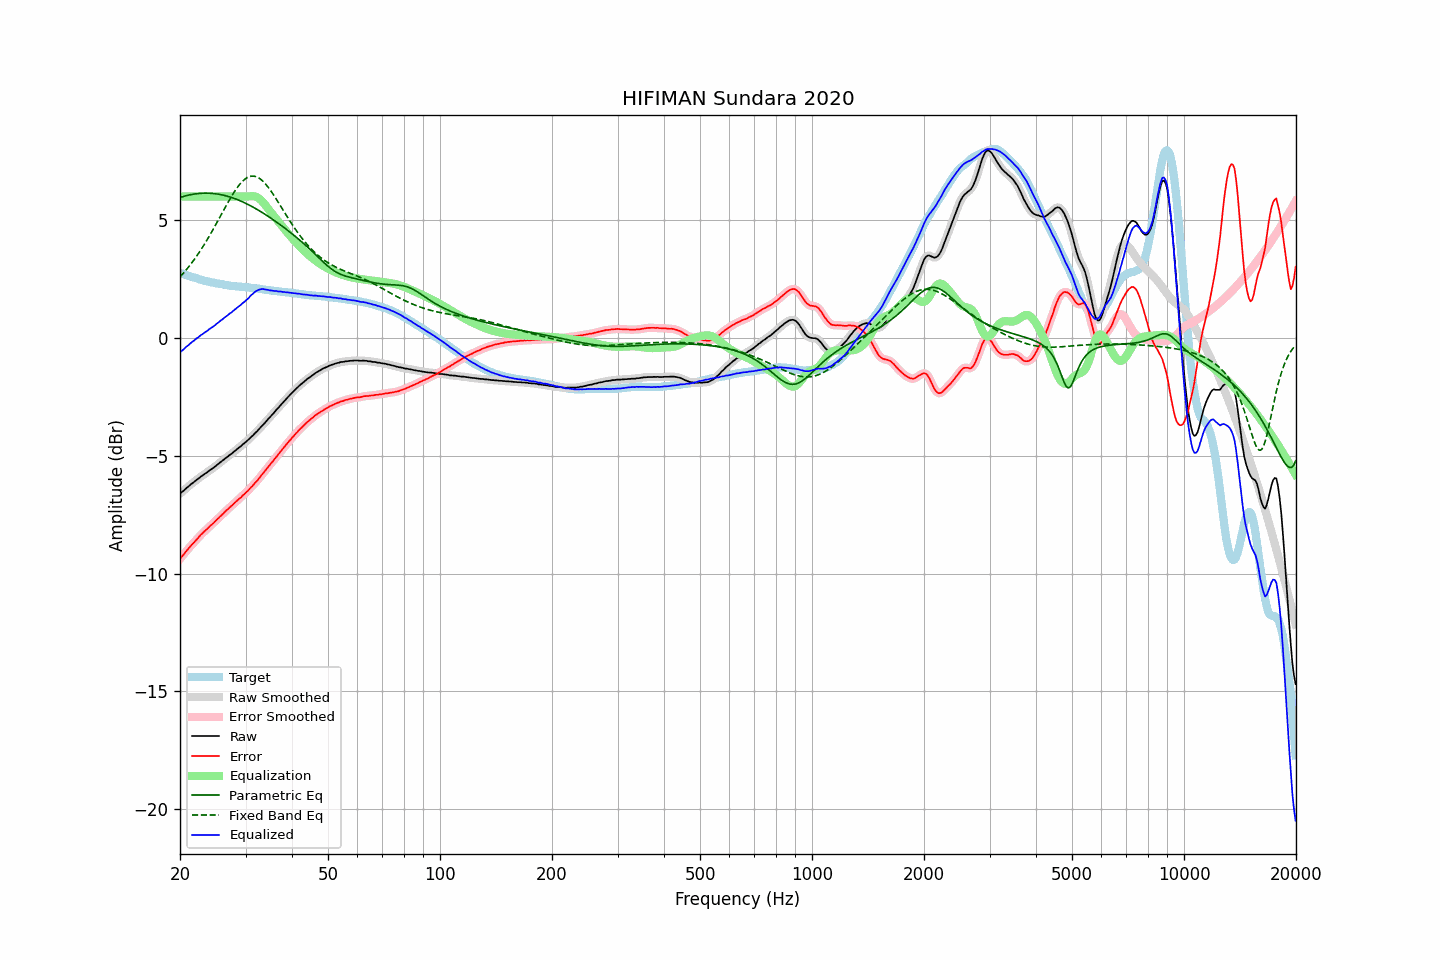 HIFIMAN Sundara 2020
Amplitude (dBr)
5
0
−5
−10
−15
−20
Target
Raw Smoothed
Error Smoothed
Raw
Error
Equalization
Parametric Eq
Fixed Band Eq
Equalized
20 50 100 200 500 1000 2000 5000 10000 20000
Frequency (Hz)